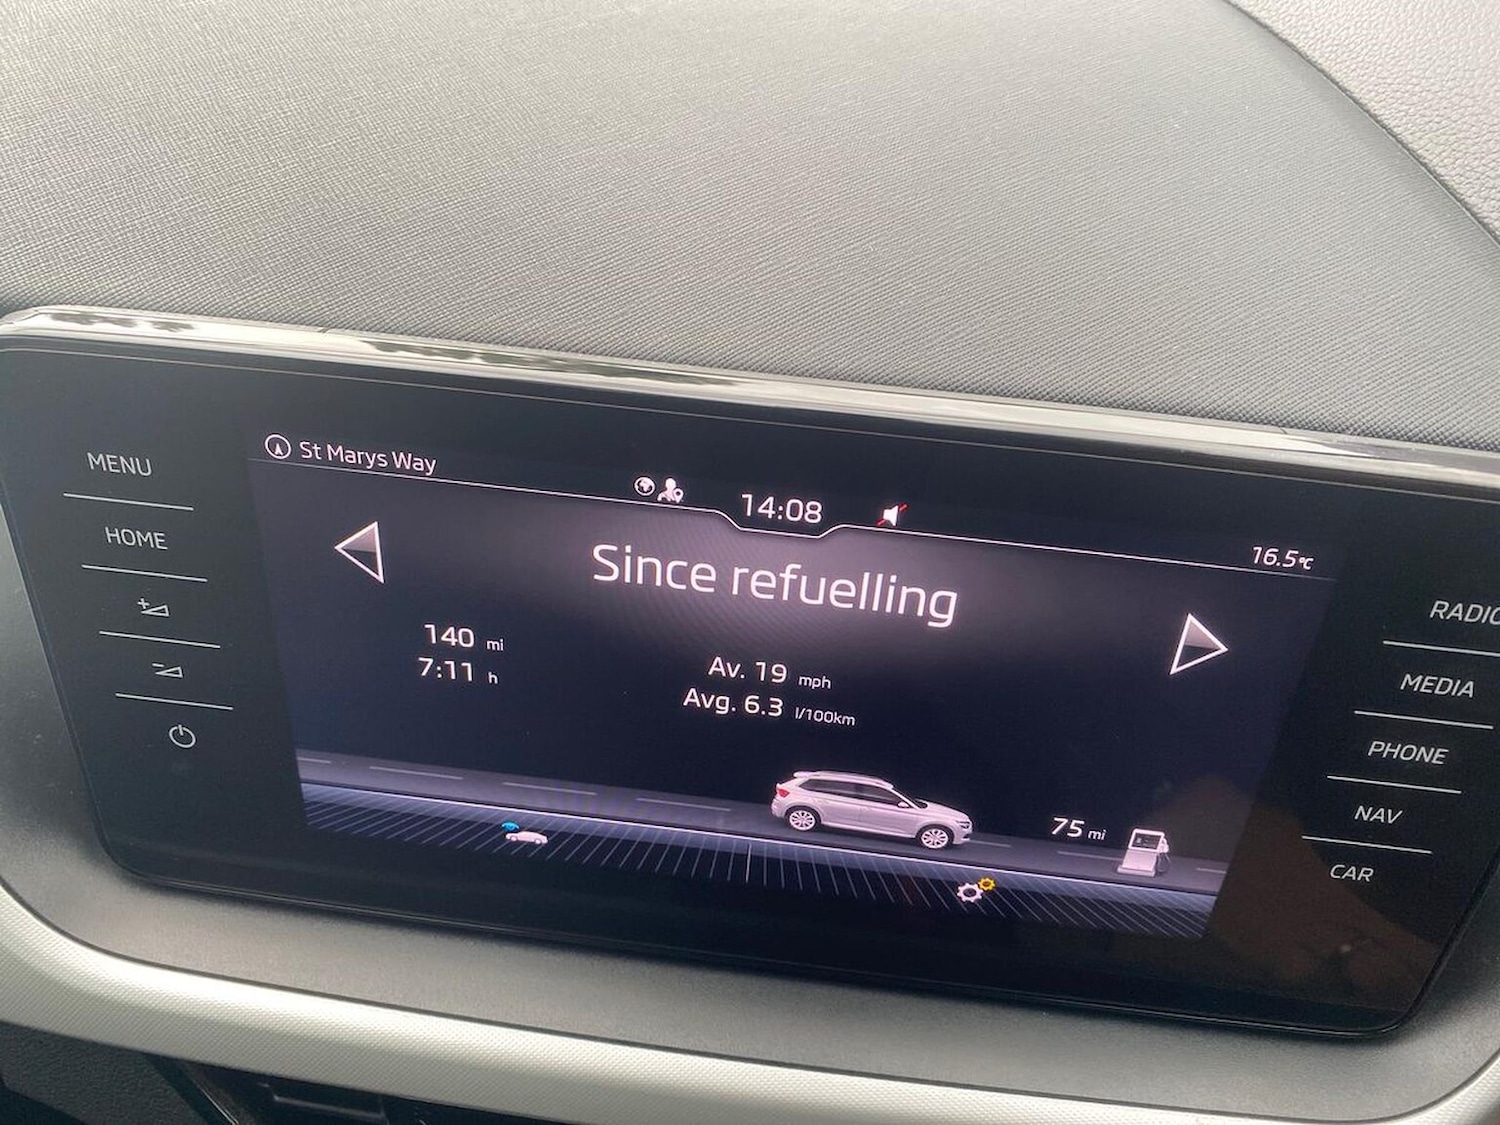 St Marys Way
14:08
16.5°C
Since refuelling
140 mi
7:11 h
Av. 19 mph
Avg. 6.3 l/100km
75 mi
MENU
HOME
RADIO
MEDIA
PHONE
NAV
CAR